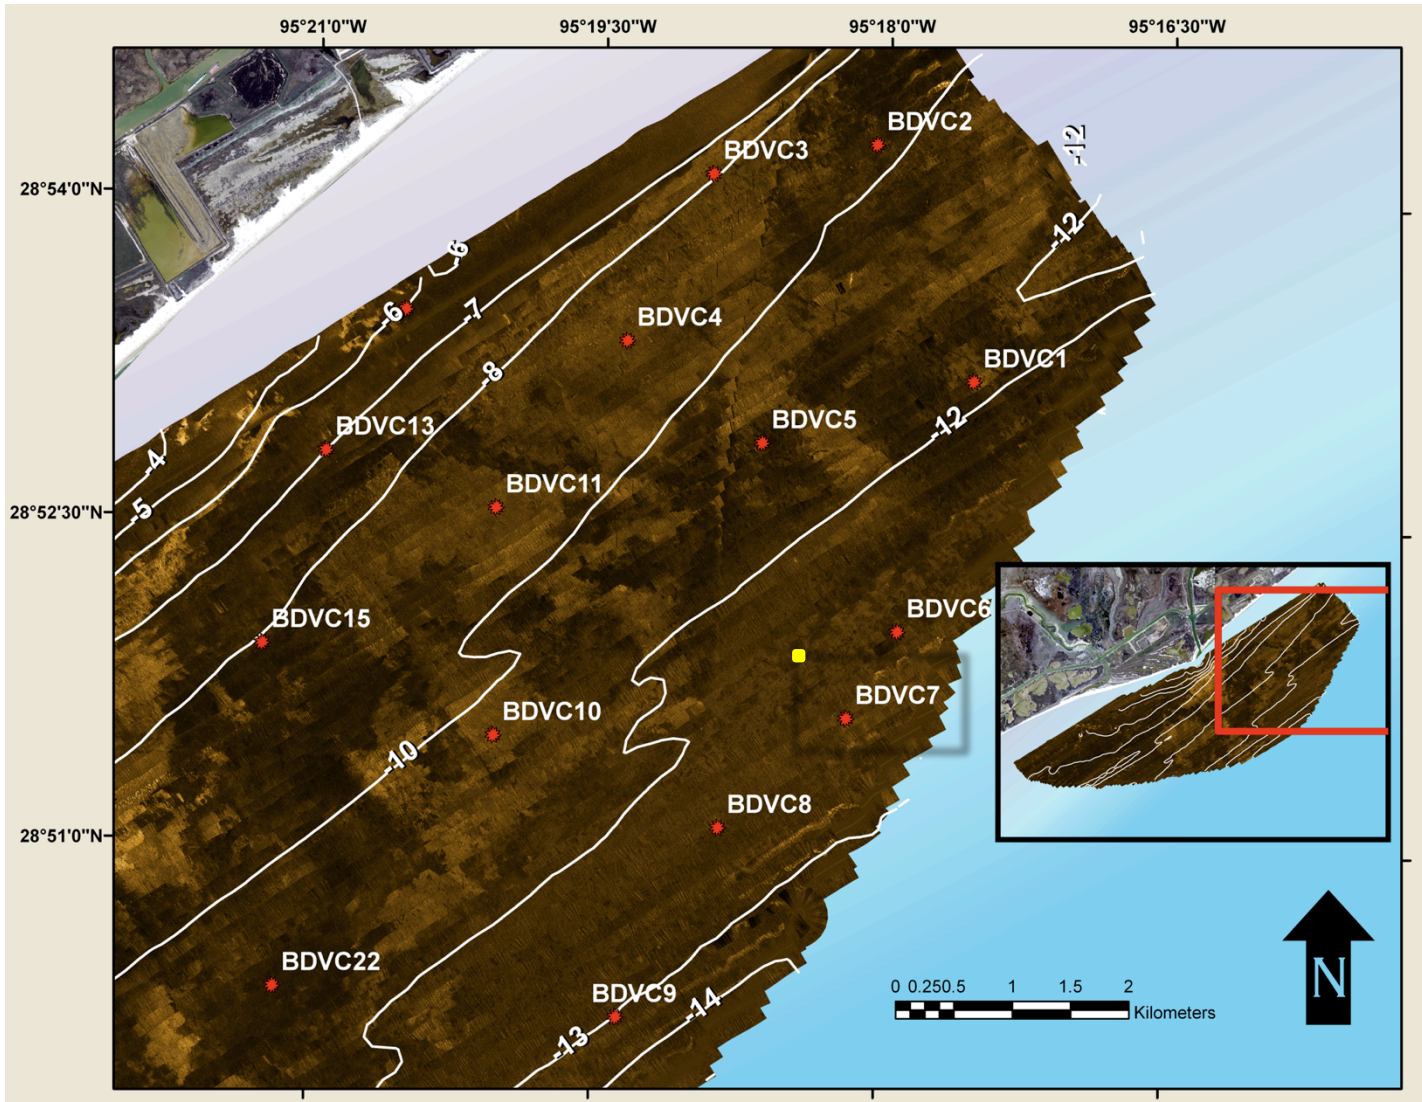 95°21'0"W
95°19'30"W
95°18'0"W
95°16'30"W
BDVC2
-12
BDVC3
28°54'0"N
-12
-6
-6
-7
BDVC4
BDVC1
-8
BDVC5
-12
BDVC13
-4
BDVC11
-5
28°52'30"N
BDVC6
BDVC15
BDVC7
BDVC10
-10
BDVC8
28°51'0"N
BDVC22
BDVC9
-14
-13
0 0.25 0.5 1 1.5 2
Kilometers
N